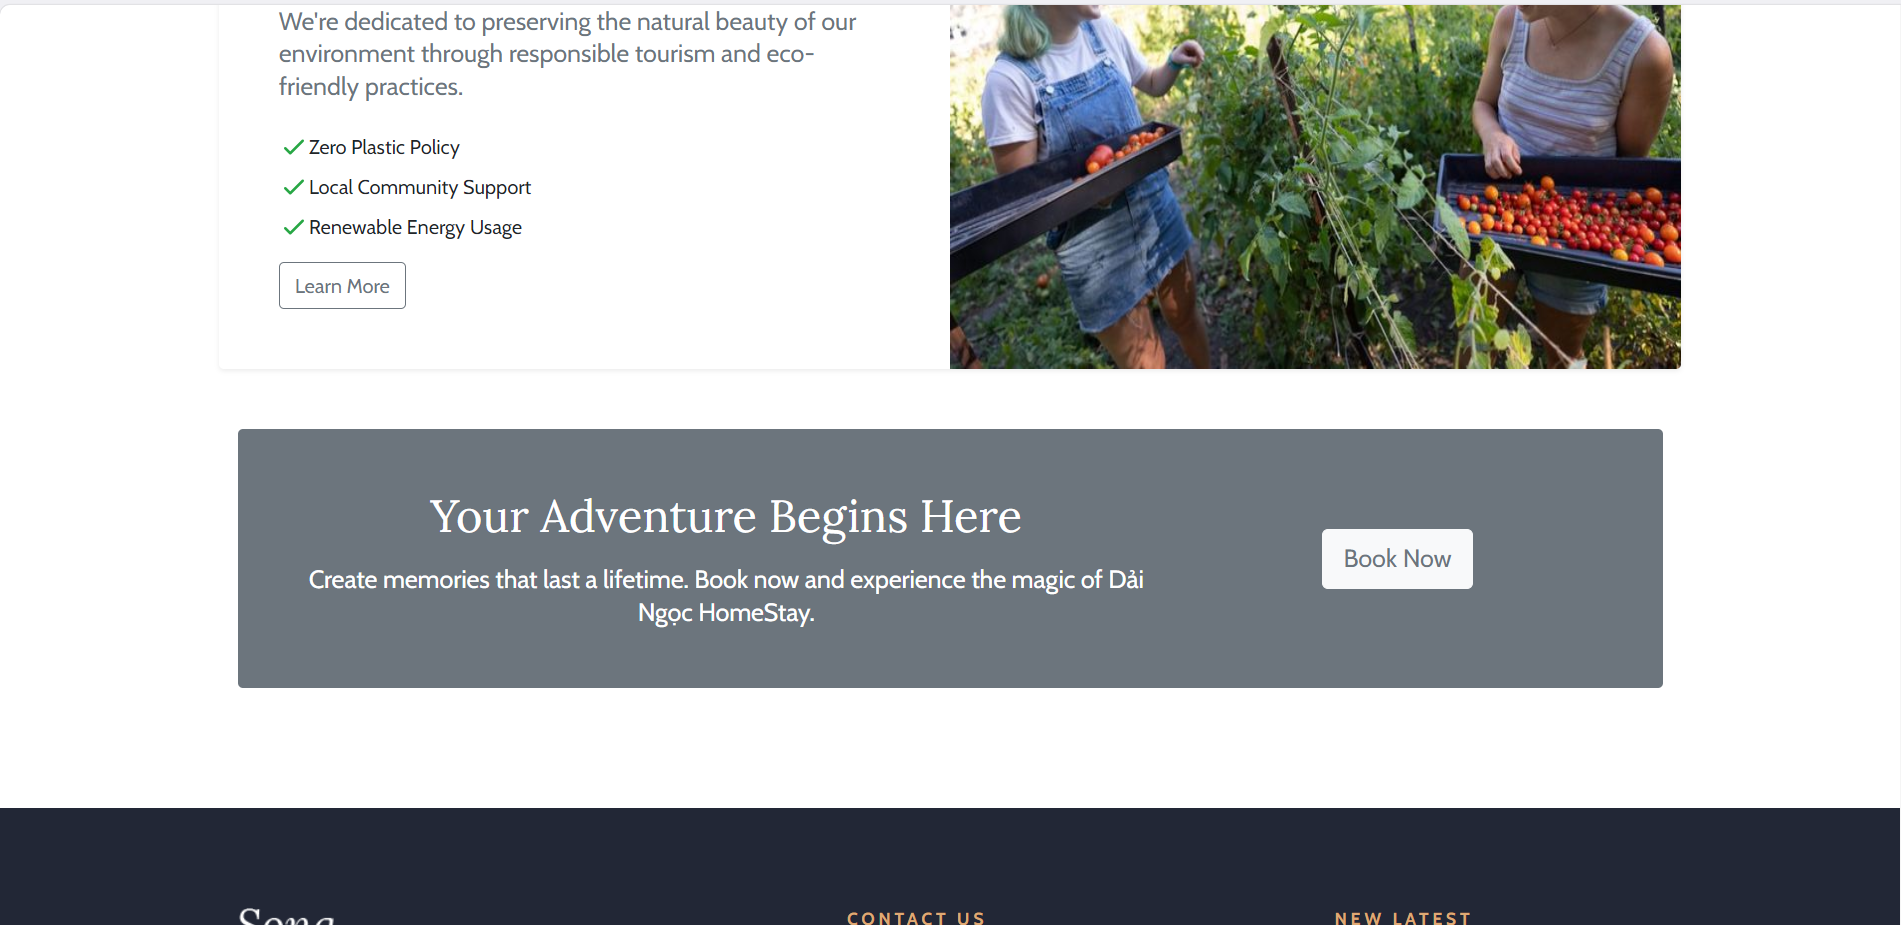 We're dedicated to preserving the natural beauty of our
environment through responsible tourism and eco-
friendly practices.
Zero Plastic Policy
Local Community Support
Renewable Energy Usage
Learn More
Your Adventure Begins Here
Create memories that last a lifetime. Book now and experience the magic of Dải
Ngọc HomeStay.
Book Now
Sona
CONTACT US
NEW LATEST